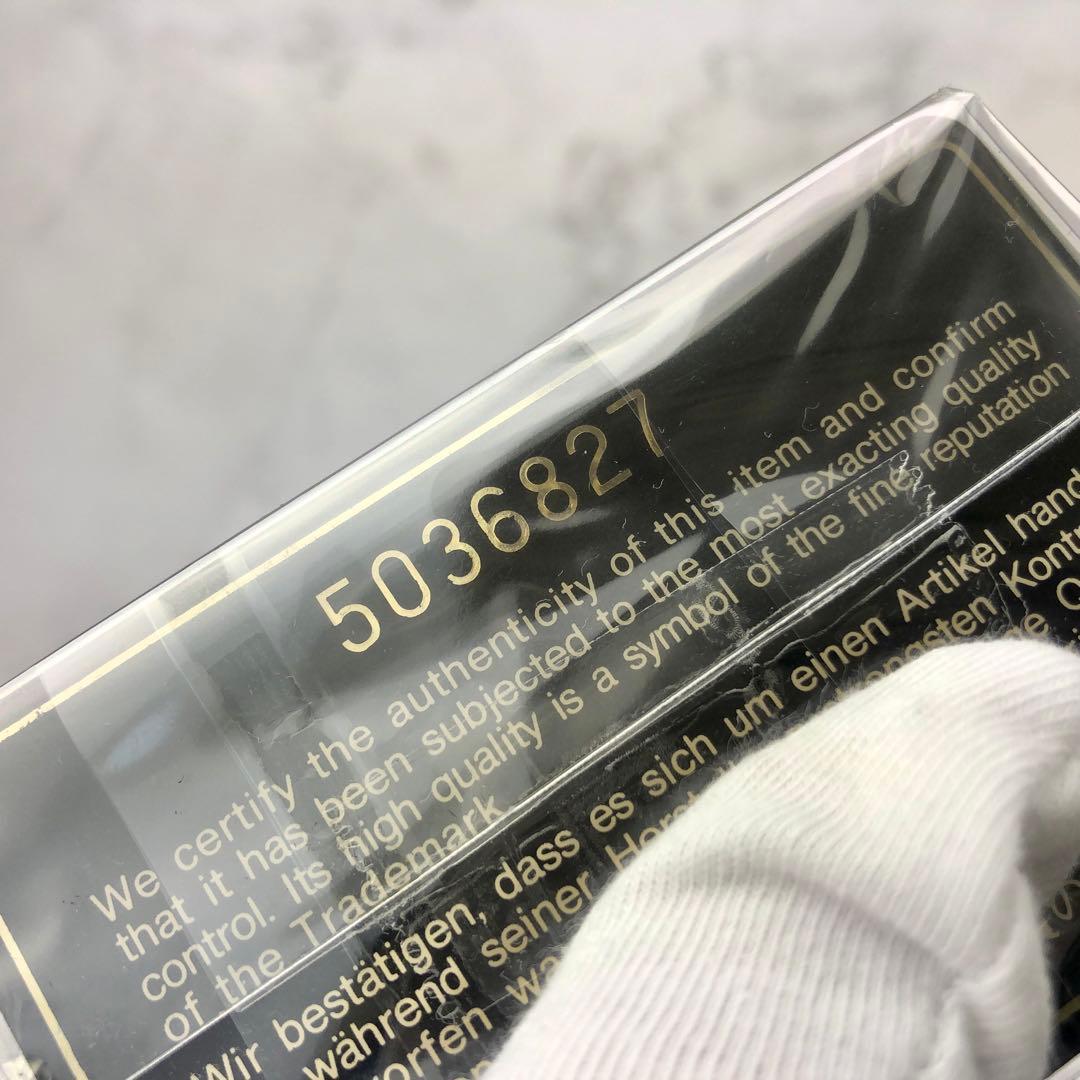 5036827
We certify the authenticity of this item and confirm
that it has been subjected to the most exacting quality
control. Its high quality is a symbol of the fine reputation
of the Trademark.
Wir bestätigen, dass es sich um einen Artikel hand
während seiner